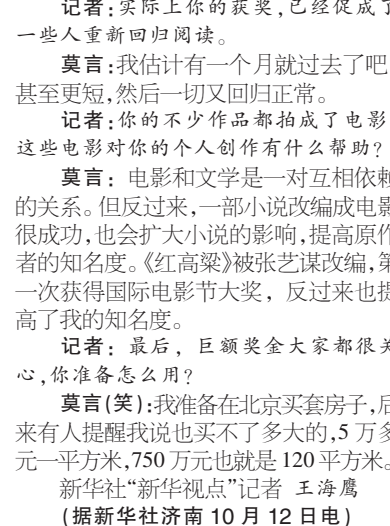 记者:实际上你的获奖,已经促成了
一些人重新回归阅读。
莫言:我估计有一个月就过去了吧
甚至更短,然后一切又回归正常。
记者:你的不少作品都拍成了电影
这些电影对你的个人创作有什么帮助?
莫言: 电影和文学是一对互相依赖
的关系。但反过来,一部小说改编成电影
很成功,也会扩大小说的影响,提高原作
者的知名度。《红高粱》被张艺谋改编,第
一次获得国际电影节大奖, 反过来也提
高了我的知名度。
记者: 最后, 巨额奖金大家都很关
心,你准备怎么用?
莫言(笑):我准备在北京买套房子,后
来有人提醒我说也买不了多大的,5 万多
元一平方米,750 万元也就是 120 平方米。
新华社“新华视点”记者 王海鹰
(据新华社济南 10 月 12 日电)